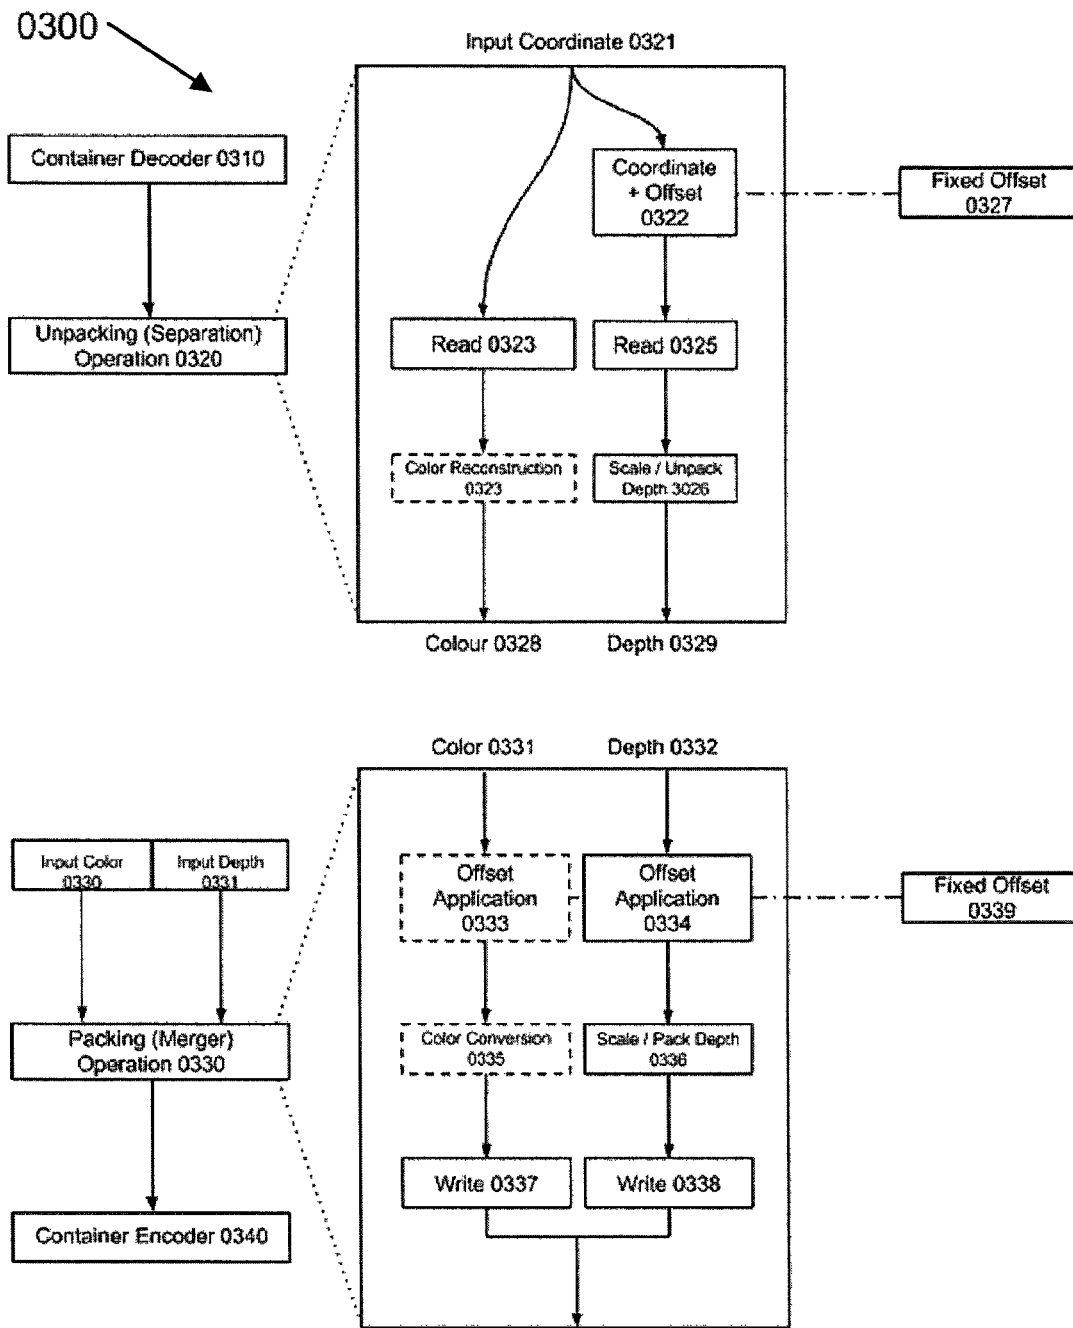 0300
Input Coordinate 0321
Container Decoder 0310
Coordinate
+ Offset
0322
Fixed Offset
0327
Unpacking (Separation)
Operation 0320
Read 0323
Read 0325
Color Reconstruction
0323
Scale / Unpack
Depth 3026
Colour 0328
Depth 0329
Color 0331
Depth 0332
Input Color
0330
Input Depth
0331
Offset
Application
0333
Offset
Application
0334
Fixed Offset
0339
Packing (Merger)
Operation 0330
Color Conversion
0335
Scale / Pack Depth
0336
Write 0337
Write 0338
Container Encoder 0340